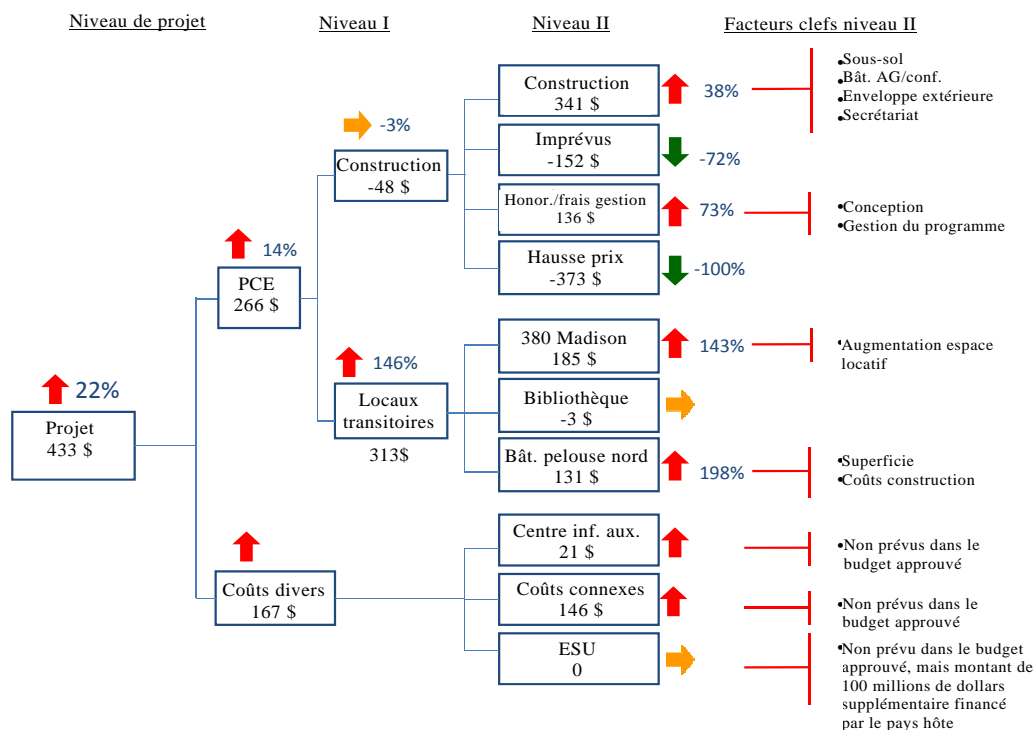 Niveau de projet
Niveau I
Niveau II
Facteurs clefs niveau II
Construction
341 $
38%
•Sous-sol
•Bât. AG/conf.
•Enveloppe extérieure
•Secrétariat
-3%
Construction
-48 $
Imprévus
-152 $
-72%
Honor./frais gestion
136 $
73%
•Conception
•Gestion du programme
14%
PCE
266 $
Hausse prix
-373 $
-100%
146%
Locaux
transitoires
313$
380 Madison
185 $
143%
•Augmentation espace
locatif
Bibliothèque
-3 $
22%
Projet
433 $
Bât. pelouse nord
131 $
198%
•Superficie
•Coûts construction
Centre inf. aux.
21 $
•Non prévus dans le
budget approuvé
Coûts divers
167 $
Coûts connexes
146 $
•Non prévus dans le
budget approuvé
ESU
0
•Non prévu dans le budget
approuvé, mais montant de
100 millions de dollars
supplémentaire financé
par le pays hôte